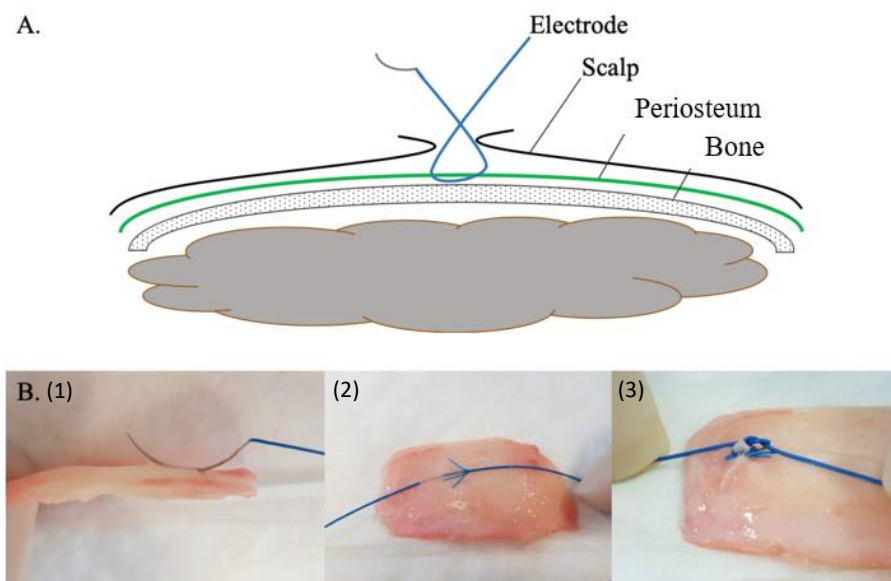 A.
Electrode
Scalp
Periosteum
Bone
B. (1)
(2)
(3)